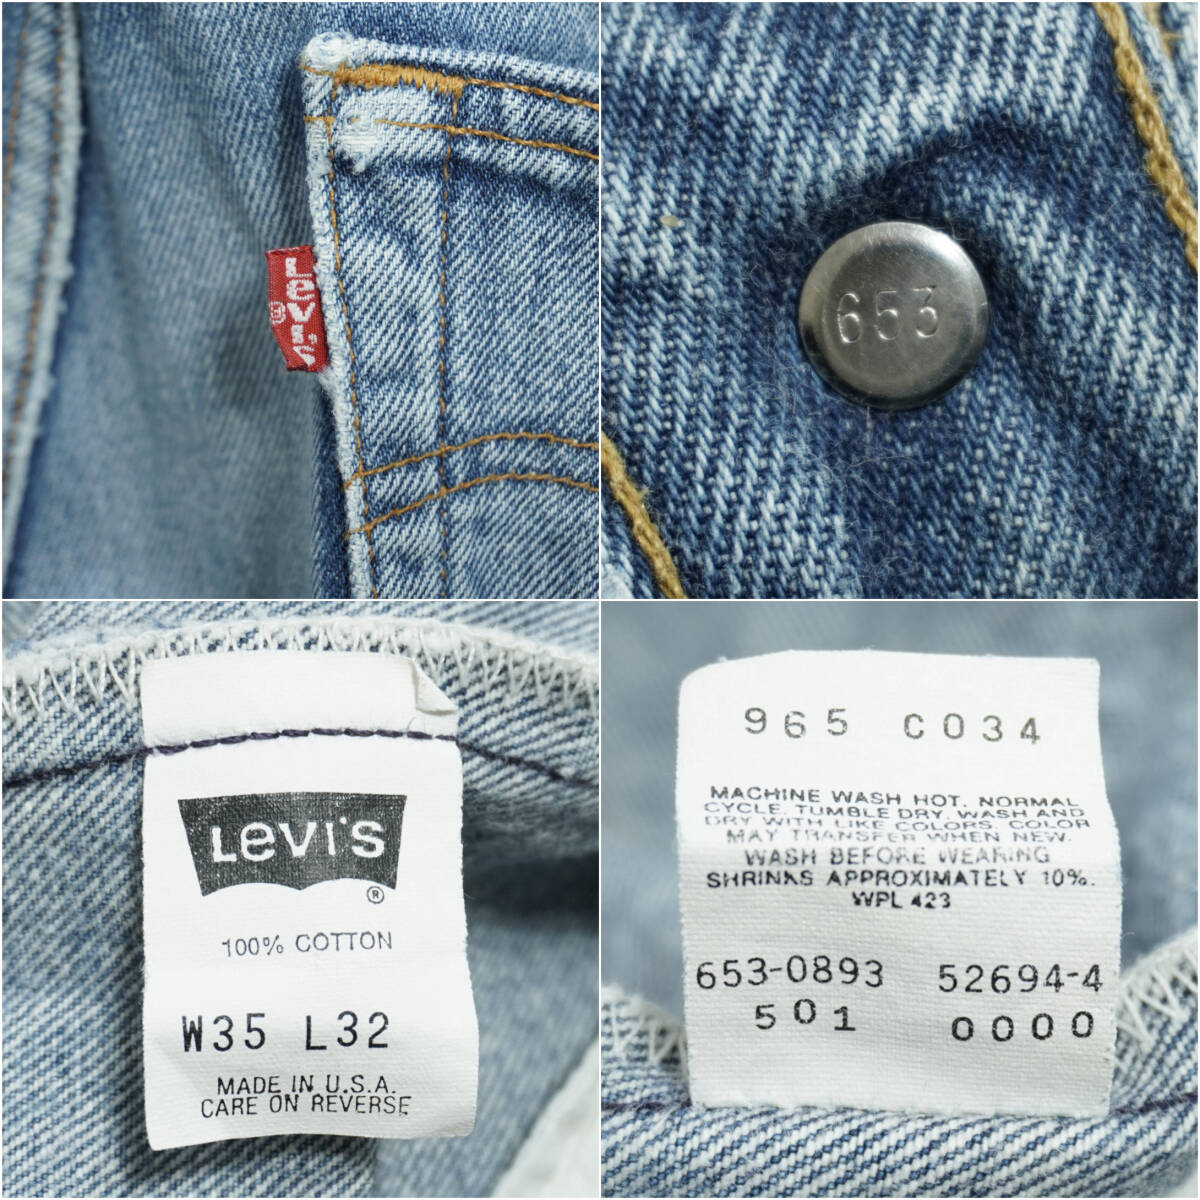 LEVI'S
®
653
LEVI'S
®
100% COTTON
W35 L32
MADE IN U.S.A.
CARE ON REVERSE
965 C034
MACHINE WASH HOT. NORMAL
CYCLE. TUMBLE DRY. WASH AND
DRY WITH LIKE COLORS. COLOR
MAY TRANSFER WHEN NEW.
WASH BEFORE WEARING
SHRINKS APPROXIMATELY 10%.
WPL 423
653-0893 52694-4
501 0000